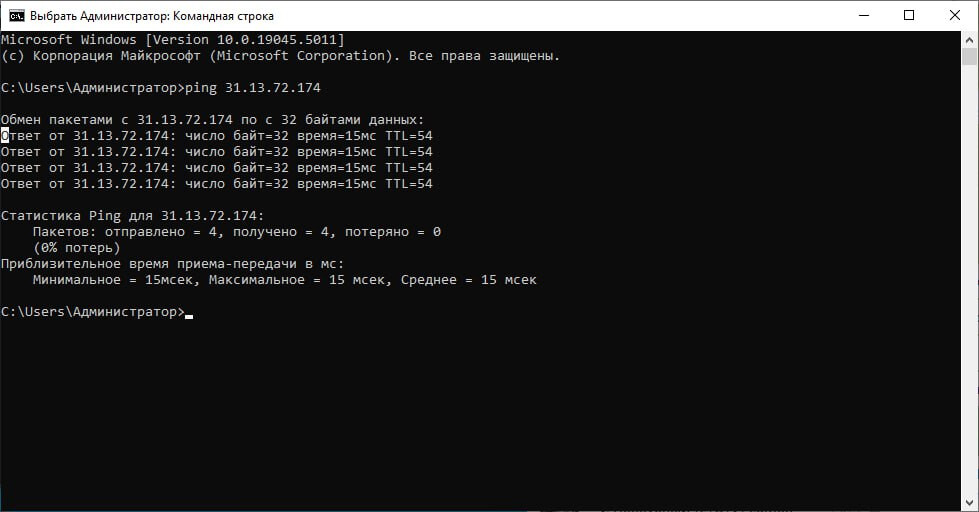 Выбрать Администратор: Командная строка
Microsoft Windows [Version 10.0.19045.5011]
(c) Корпорация Майкрософт (Microsoft Corporation). Все права защищены.
C:\Users\Администратор>ping 31.13.72.174
Обмен пакетами с 31.13.72.174 по с 32 байтами данных:
Ответ от 31.13.72.174: число байт=32 время=15мс TTL=54
Ответ от 31.13.72.174: число байт=32 время=15мс TTL=54
Ответ от 31.13.72.174: число байт=32 время=15мс TTL=54
Ответ от 31.13.72.174: число байт=32 время=15мс TTL=54
Статистика Ping для 31.13.72.174:
Пакетов: отправлено = 4, получено = 4, потеряно = 0
(0% потерь)
Приблизительное время приема-передачи в мс:
Минимальное = 15мсек, Максимальное = 15 мсек, Среднее = 15 мсек
C:\Users\Администратор>